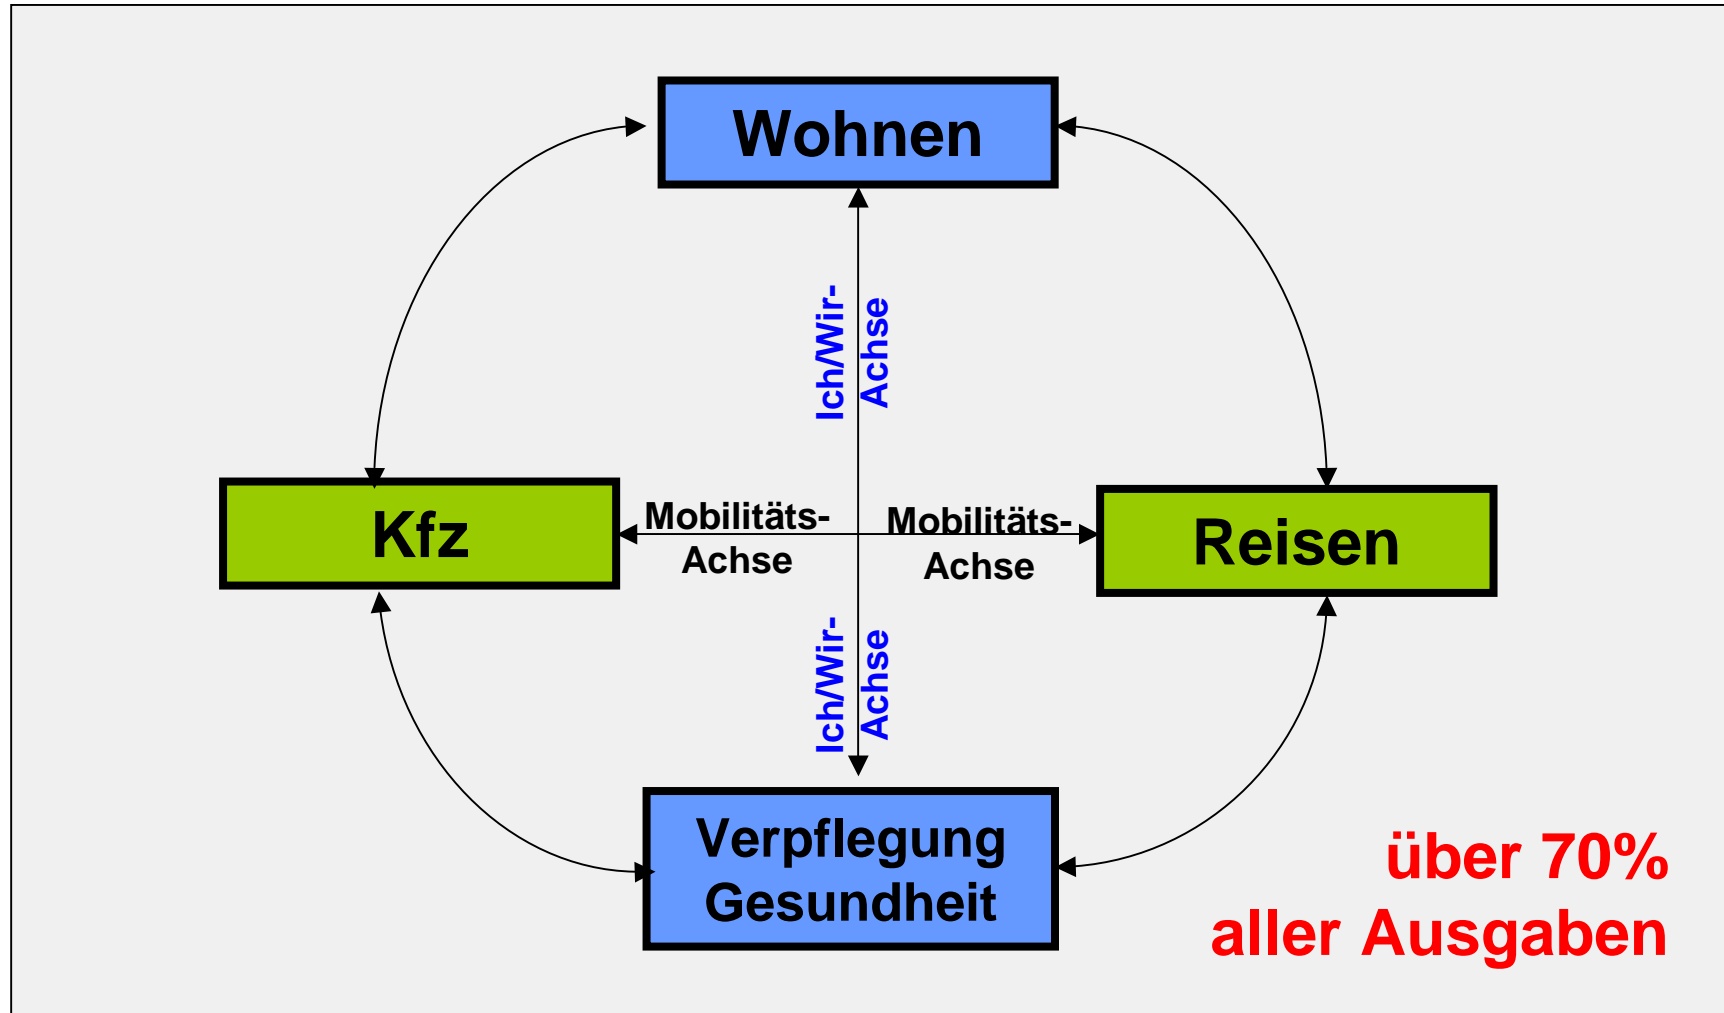 Wohnen
Ich/Wir-
Achse
Kfz
Mobilitäts-
Achse
Mobilitäts-
Achse
Reisen
Ich/Wir-
Achse
Verpflegung
Gesundheit
über 70%
aller Ausgaben